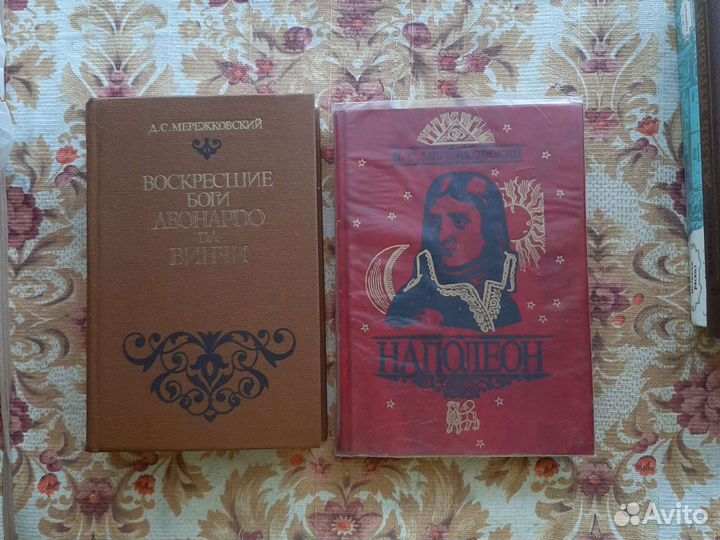 Д.С.МЕРЕЖКОВСКИЙ
ВОСКРЕСШИЕ
БОГИ
ЛЕОНАРДО
ДА
ВИНЧИ
Д.С.МЕРЕЖКОВСКИЙ
НАПОЛЕОН
Avito